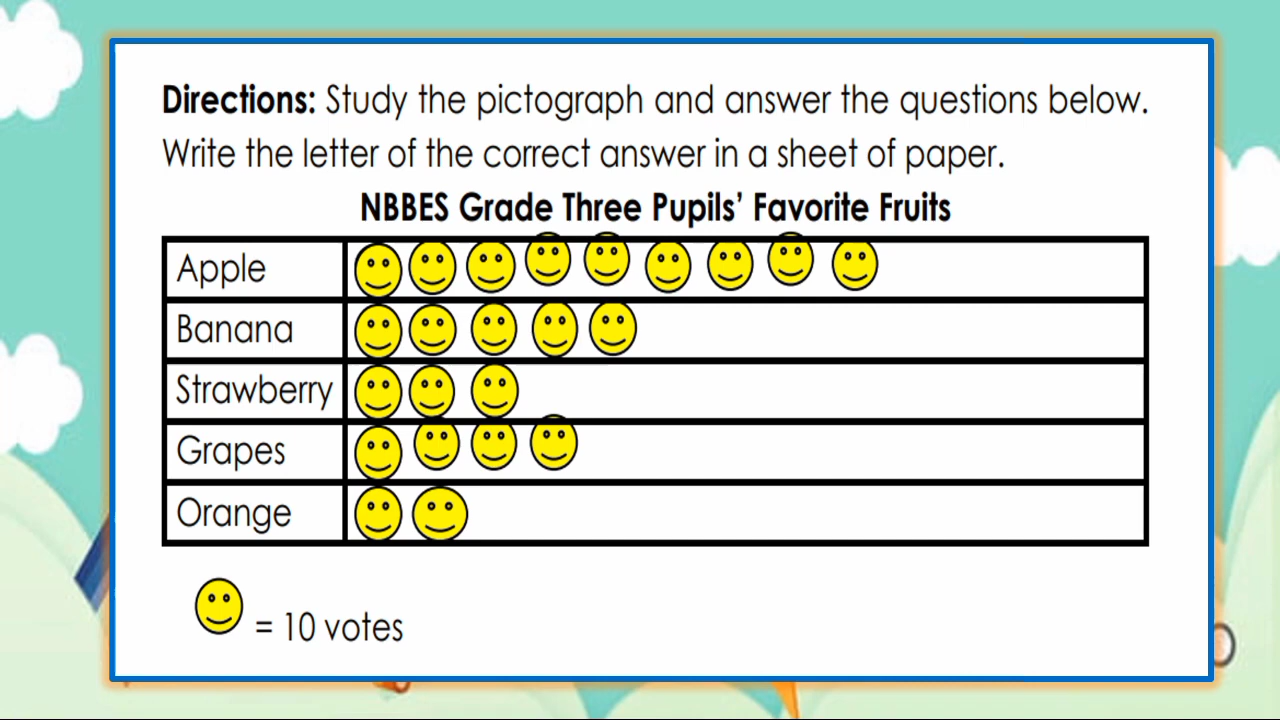 Directions: Study the pictograph and answer the questions below.
Write the letter of the correct answer in a sheet of paper.
NBBES Grade Three Pupils’ Favorite Fruits
Apple
Banana
Strawberry
Grapes
Orange
= 10 votes